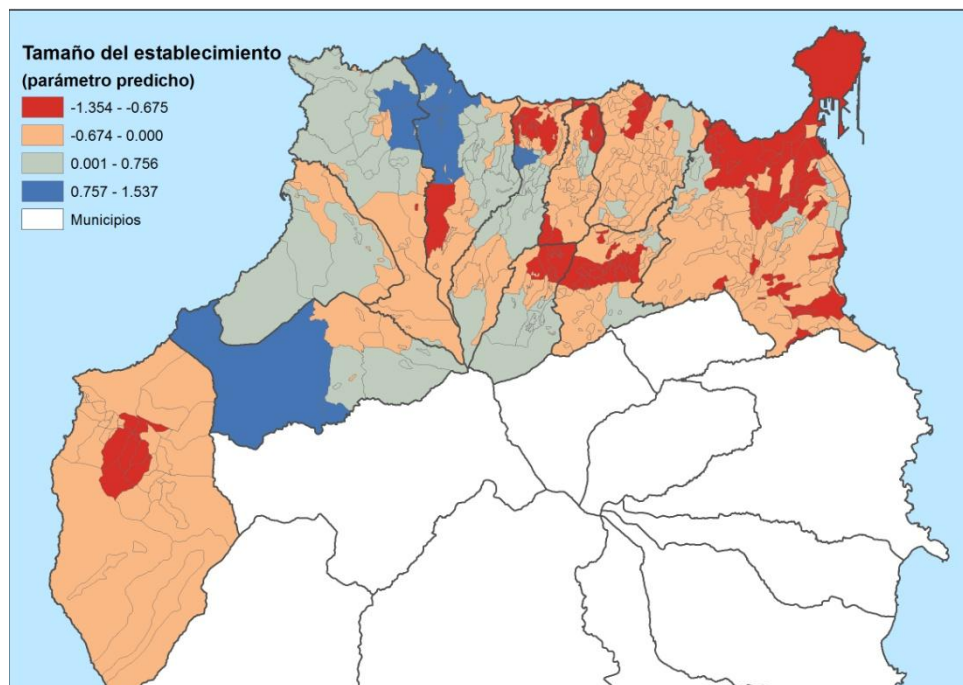 Tamaño del establecimiento
(parámetro predicho)
-1.354 - -0.675
-0.674 - 0.000
0.001 - 0.756
0.757 - 1.537
Municipios